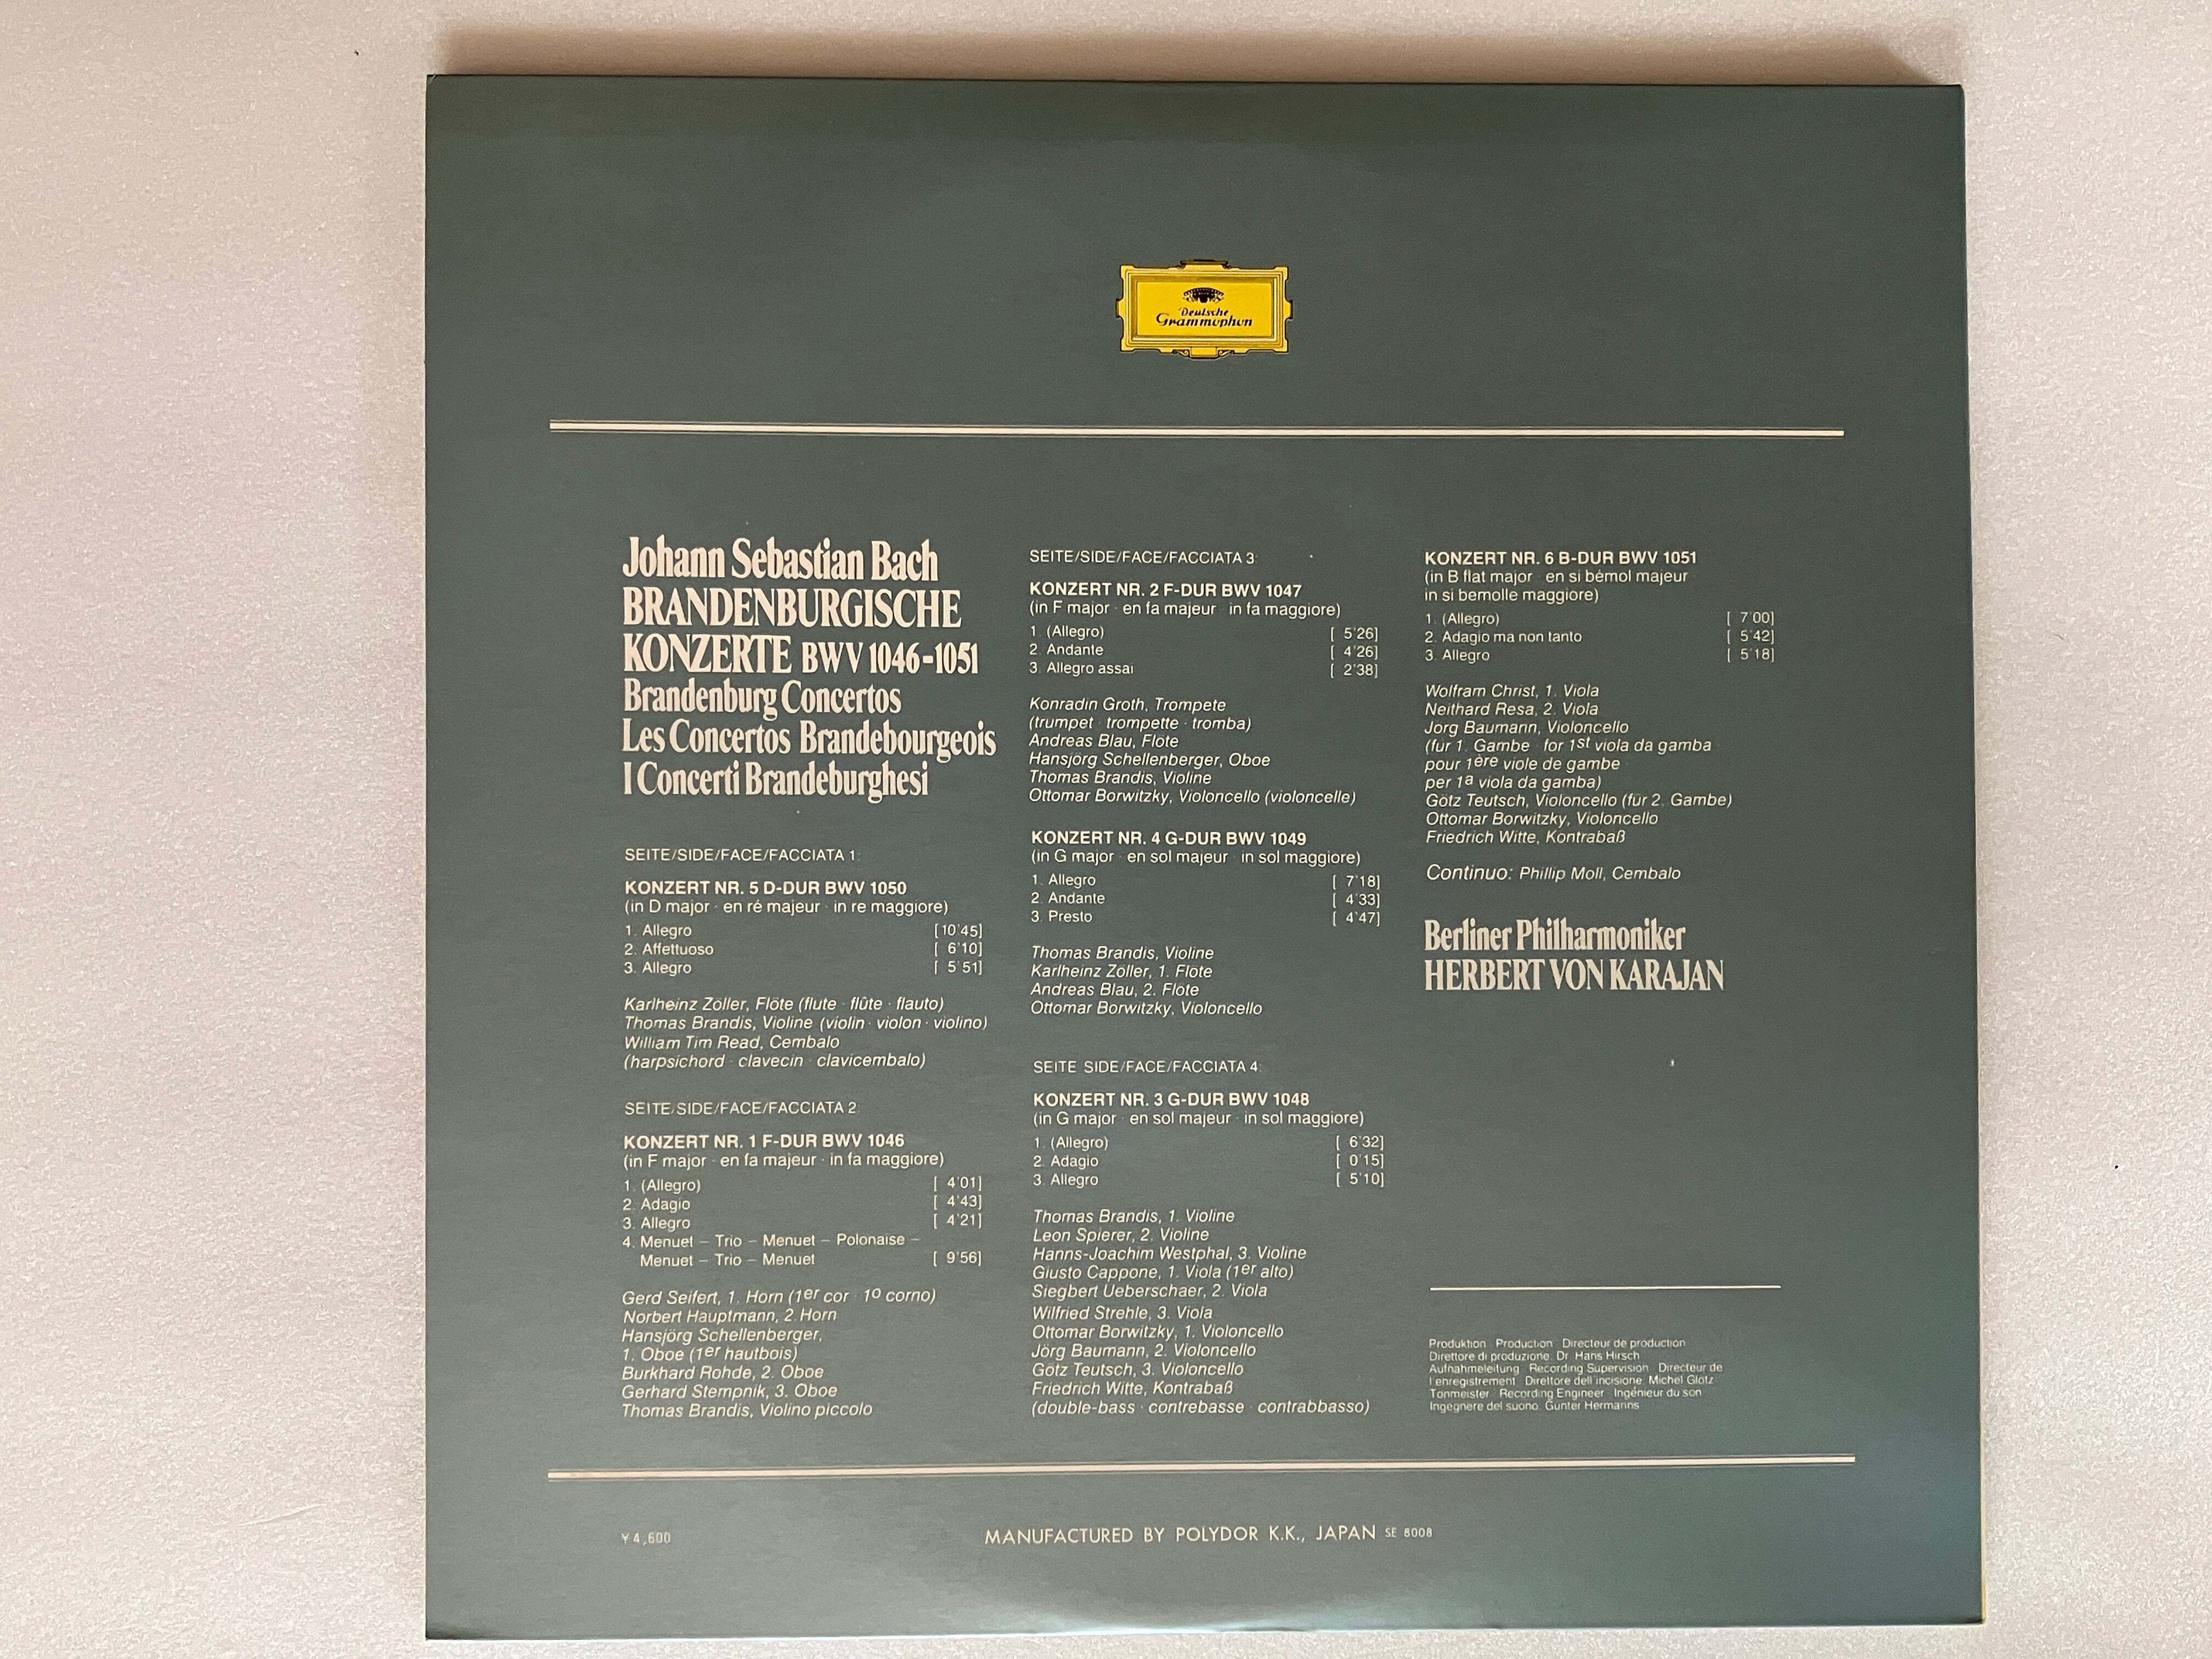 Deutsche
Grammophon
Johann Sebastian Bach
BRANDENBURGISCHE
KONZERTE BWV 1046-1051
Brandenburg Concertos
Les Concertos Brandebourgeois
I Concerti Brandeburghesi
SEITE/SIDE/FACE/FACCIATA 1:
KONZERT NR. 5 D-DUR BWV 1050
(in D major · en ré majeur · in re maggiore)
1. Allegro [10'45]
2. Affettuoso [ 6'10]
3. Allegro [ 5'51]
Karlheinz Zöller, Flöte (flute · flûte · flauto)
Thomas Brandis, Violine (violin · violon · violino)
William Tim Read, Cembalo
(harpsichord · clavecin · clavicembalo)
SEITE/SIDE/FACE/FACCIATA 2:
KONZERT NR. 1 F-DUR BWV 1046
(in F major · en fa majeur · in fa maggiore)
1. (Allegro) [ 4'01]
2. Adagio [ 4'43]
3. Allegro [ 4'21]
4. Menuet – Trio – Menuet – Polonaise –
Menuet – Trio – Menuet [ 9'56]
Gerd Seifert, 1. Horn (1er cor · 1o corno)
Norbert Hauptmann, 2. Horn
Hansjörg Schellenberger,
1. Oboe (1er hautbois)
Burkhard Rohde, 2. Oboe
Gerhard Stempnik, 3. Oboe
Thomas Brandis, Violino piccolo
SEITE/SIDE/FACE/FACCIATA 3:
KONZERT NR. 2 F-DUR BWV 1047
(in F major · en fa majeur · in fa maggiore)
1. (Allegro) [ 5'26]
2. Andante [ 4'26]
3. Allegro assai [ 2'38]
Konradin Groth, Trompete
(trumpet · trompette · tromba)
Andreas Blau, Flöte
Hansjörg Schellenberger, Oboe
Thomas Brandis, Violine
Ottomar Borwitzky, Violoncello (violoncelle)
KONZERT NR. 4 G-DUR BWV 1049
(in G major · en sol majeur · in sol maggiore)
1. Allegro [ 7'18]
2. Andante [ 4'33]
3. Presto [ 4'47]
Thomas Brandis, Violine
Karlheinz Zöller, 1. Flöte
Andreas Blau, 2. Flöte
Ottomar Borwitzky, Violoncello
SEITE SIDE/FACE/FACCIATA 4:
KONZERT NR. 3 G-DUR BWV 1048
(in G major · en sol majeur · in sol maggiore)
1. (Allegro) [ 6'32]
2. Adagio [ 0'15]
3. Allegro [ 5'10]
Thomas Brandis, 1. Violine
Leon Spierer, 2. Violine
Hanns-Joachim Westphal, 3. Violine
Giusto Cappone, 1. Viola (1er alto)
Siegbert Ueberschaer, 2. Viola
Wilfried Strehle, 3. Viola
Ottomar Borwitzky, 1. Violoncello
Jörg Baumann, 2. Violoncello
Götz Teutsch, 3. Violoncello
Friedrich Witte, Kontrabaß
(double-bass · contrebasse · contrabbasso)
KONZERT NR. 6 B-DUR BWV 1051
(in B flat major · en si bémol majeur
in si bemolle maggiore)
1. (Allegro) [ 7'00]
2. Adagio ma non tanto [ 5'42]
3. Allegro [ 5'18]
Wolfram Christ, 1. Viola
Neithard Resa, 2. Viola
Jörg Baumann, Violoncello
(für 1. Gambe · for 1st viola da gamba
pour 1ère viole de gambe
per 1a viola da gamba)
Götz Teutsch, Violoncello (für 2. Gambe)
Ottomar Borwitzky, Violoncello
Friedrich Witte, Kontrabaß
Continuo: Phillip Moll, Cembalo
Berliner Philharmoniker
HERBERT VON KARAJAN
Produktion · Production · Directeur de production
Direttore di produzione: Dr. Hans Hirsch
Aufnahmeleitung · Recording Supervision · Directeur de
l'enregistrement · Direttore dell'incisione: Michel Glotz
Tonmeister · Recording Engineer · Ingénieur du son
Ingegnere del suono: Günter Hermanns
¥4,600
MANUFACTURED BY POLYDOR K.K., JAPAN SE 8008